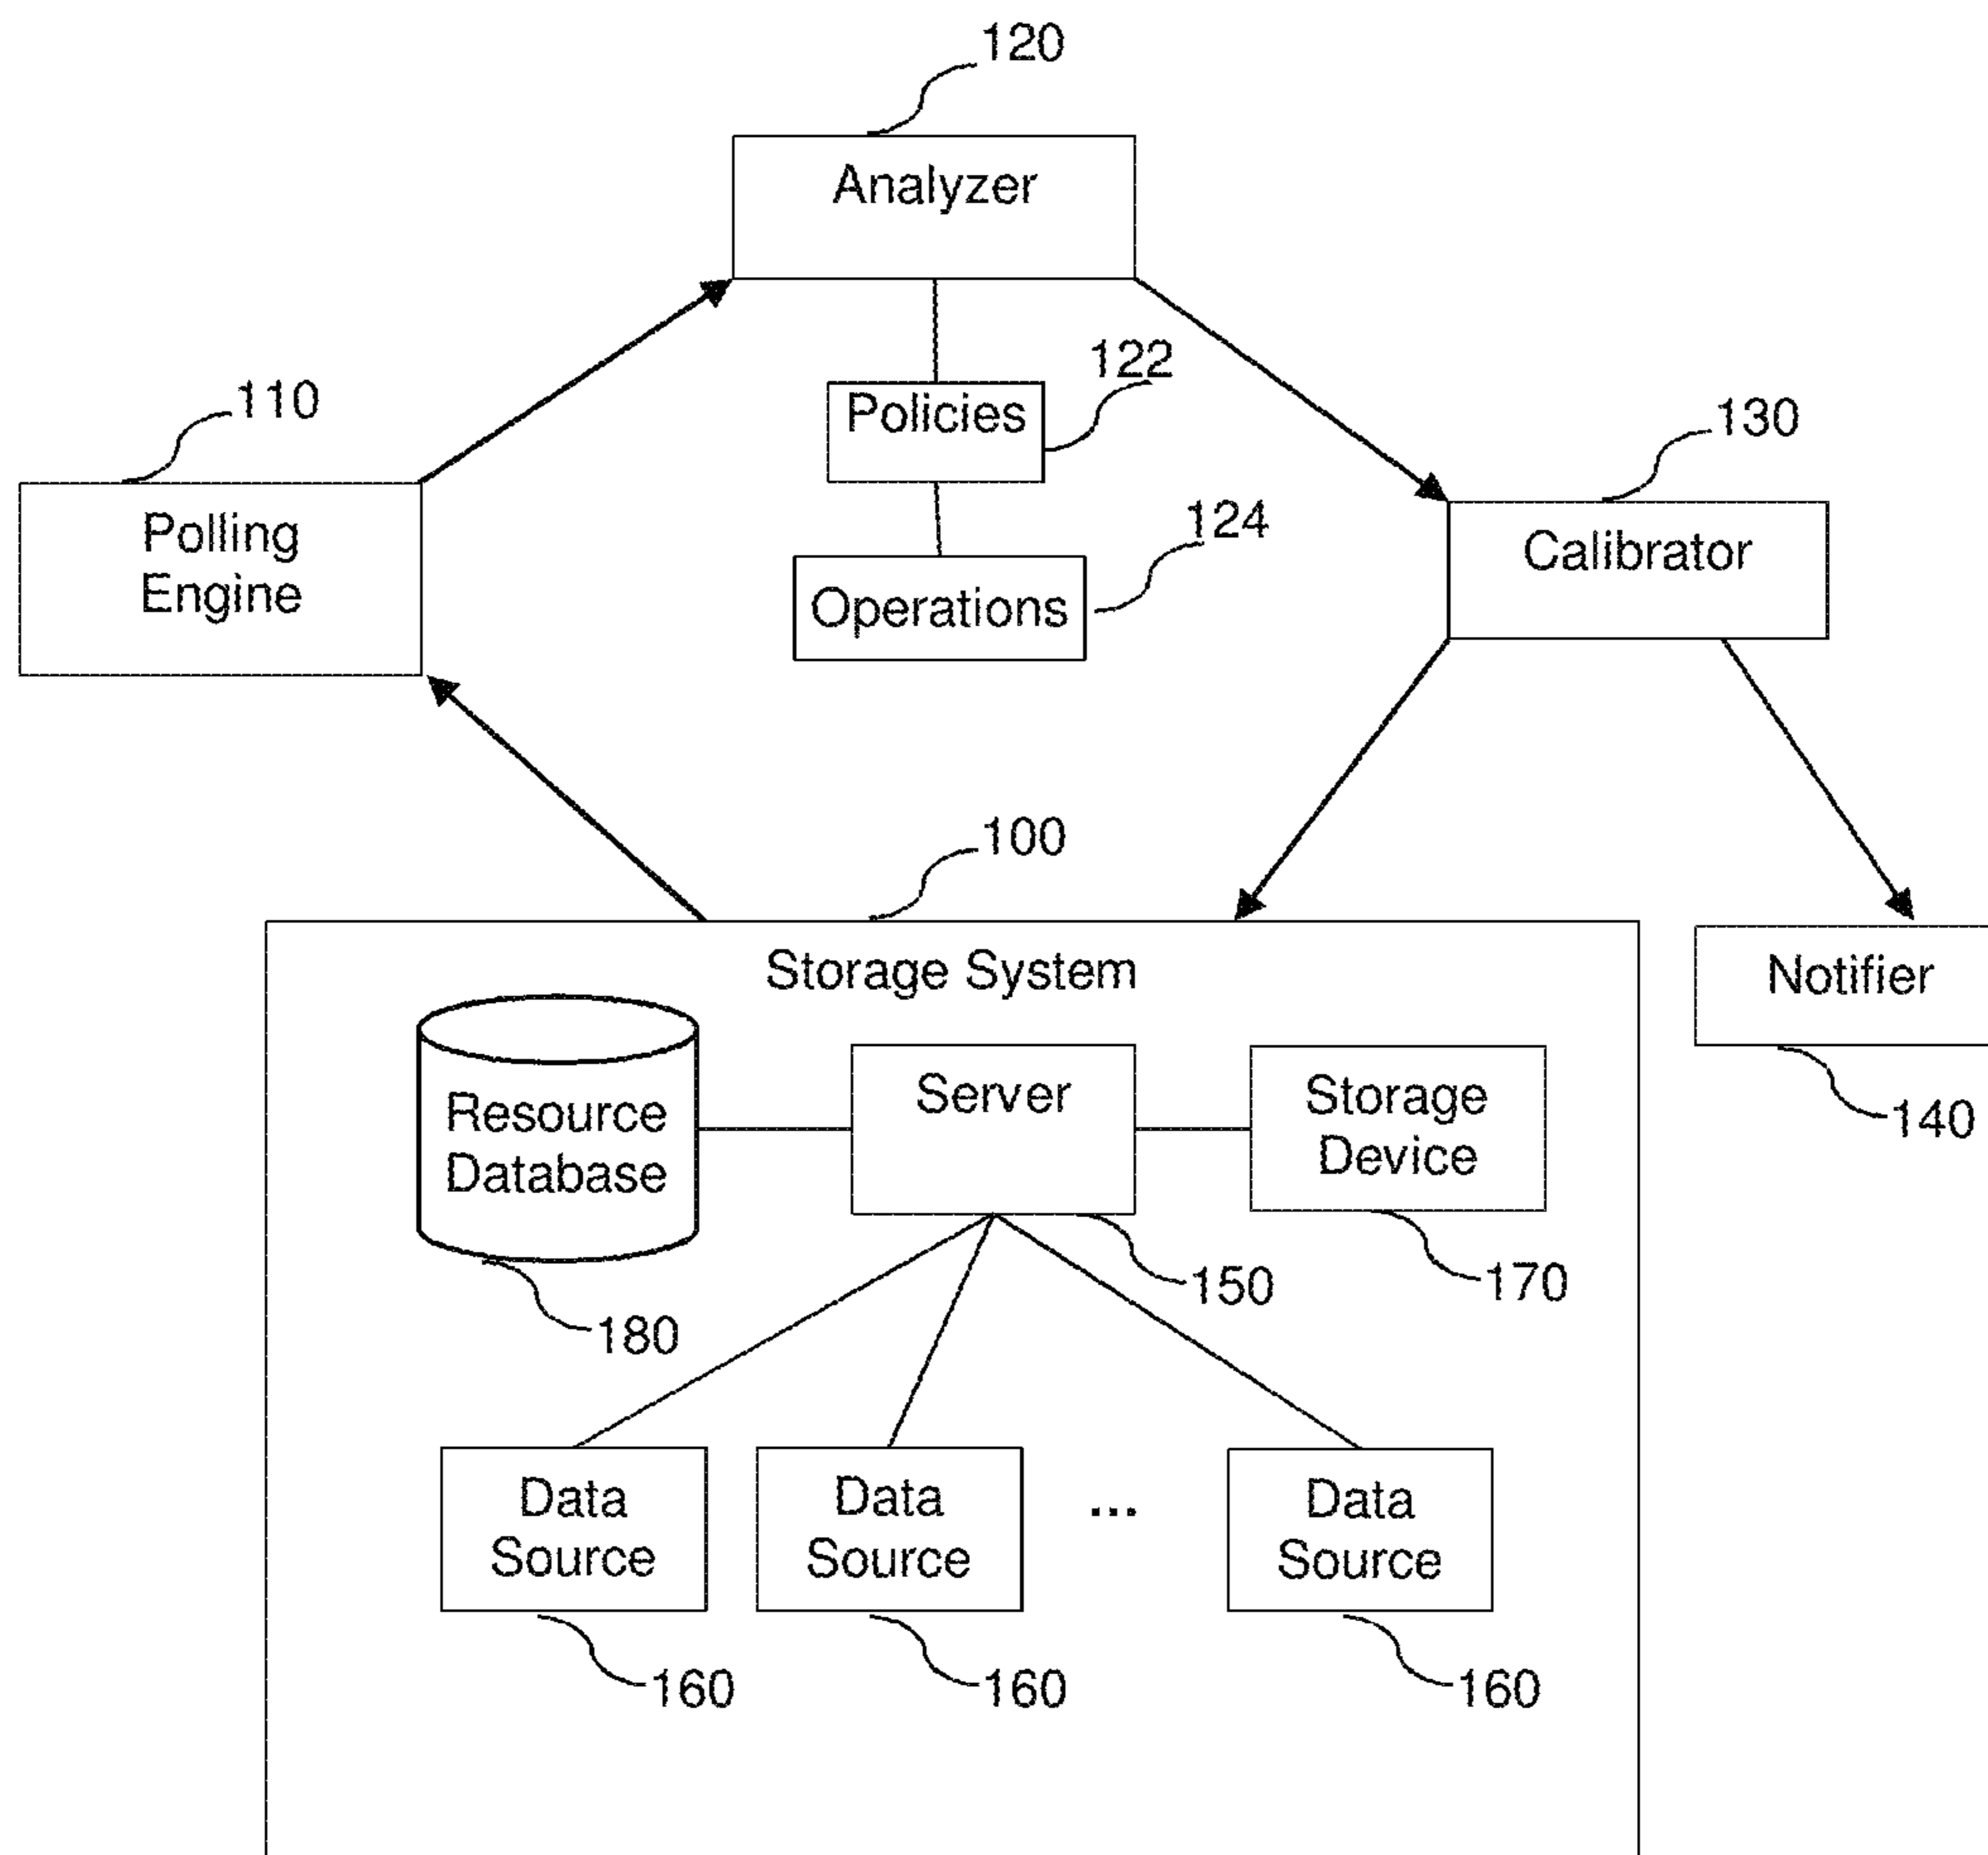 120
Analyzer
122
Policies
110
130
Polling
Engine
124
Calibrator
Operations
100
Storage System
Notifier
140
Resource
Database
Server
Storage
Device
150
170
180
Data
Source
Data
Source
...
Data
Source
160
160
160